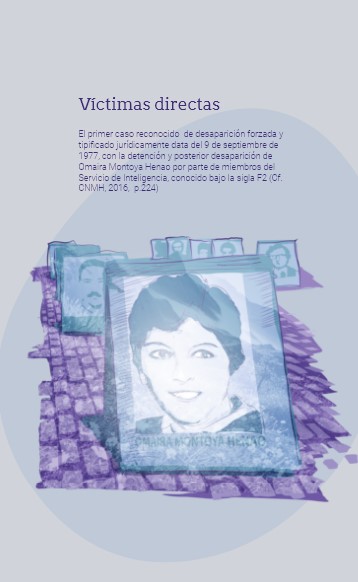 Víctimas directas
El primer caso reconocido de desaparición forzada y
tipificado jurídicamente data del 9 de septiembre de
1977, con la detención y posterior desaparición de
Omaira Montoya Henao por parte de miembros del
Servicio de Inteligencia, conocido bajo la sigla F2 (Cf.
CNMH, 2016, p.224)
OMAIRA MONTOYA HENAO